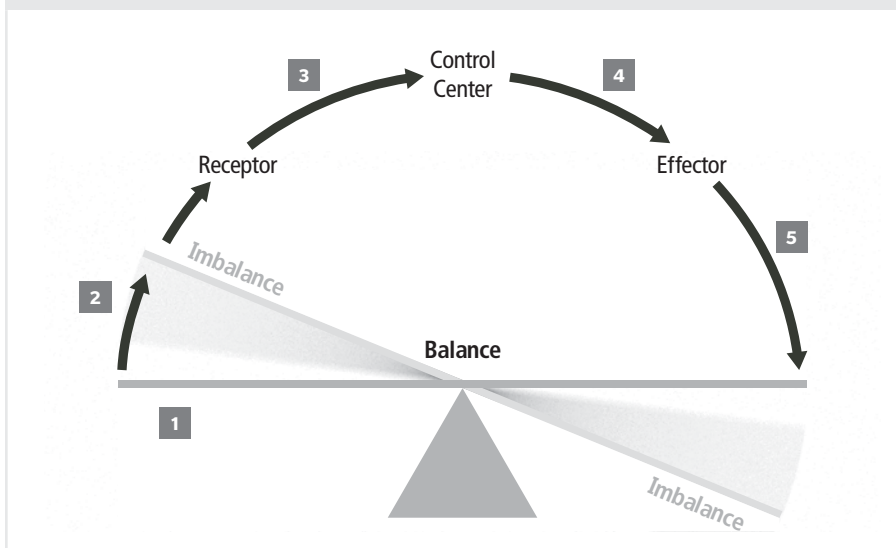 Control
Center
3
4
Receptor
Effector
5
Imbalance
2
Balance
1
Imbalance